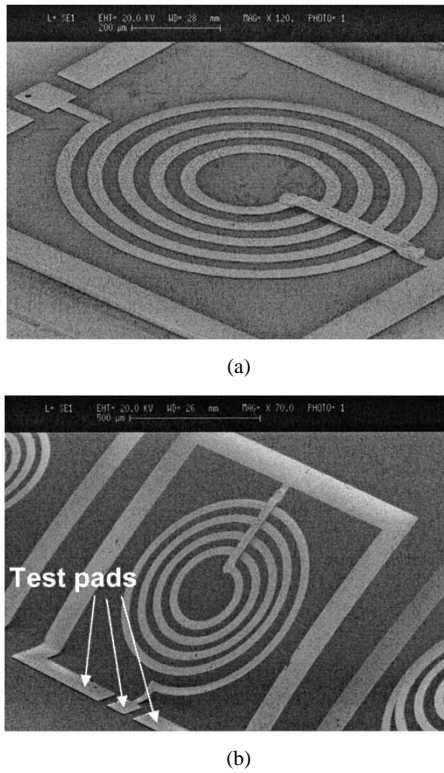 L= SE1 EHT= 20.0 KV WD= 28 mm MAG= X 120. PHOTO= 1
200 µm
(a)
L= SE1 EHT= 20.0 KV WD= 26 mm MAG= X 70.0 PHOTO= 1
500 µm
Test pads
(b)